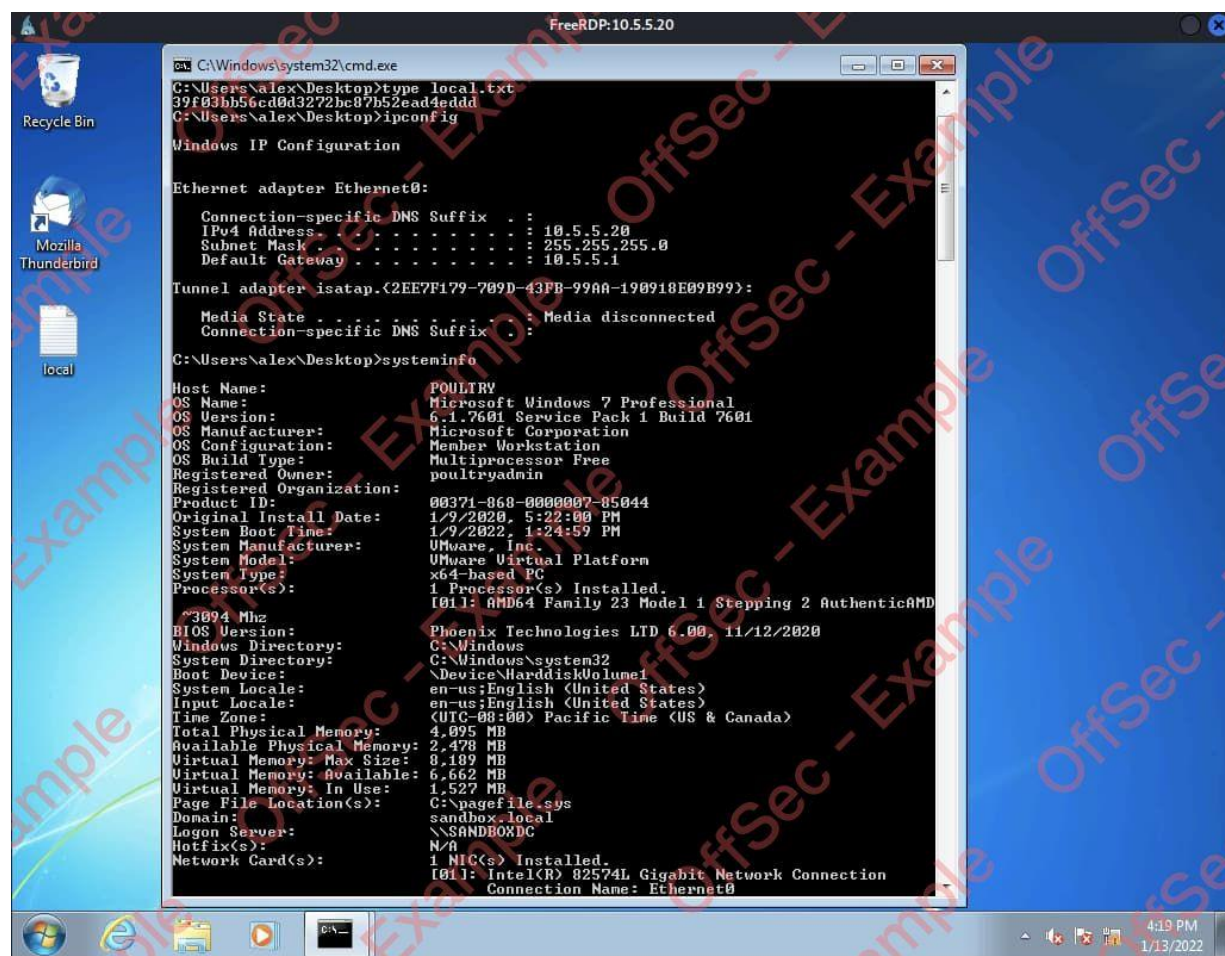 FreeRDP:10.5.5.20
Recycle Bin
Mozilla
Thunderbird
local
C:\Windows\system32\cmd.exe
C:\Users\alex\Desktop>type local.txt
39f03bb56cd0d3272bc87b52ead4eddd
C:\Users\alex\Desktop>ipconfig
Windows IP Configuration
Ethernet adapter Ethernet0:
Connection-specific DNS Suffix . :
IPv4 Address. . . . . . . . . . . : 10.5.5.20
Subnet Mask . . . . . . . . . . . : 255.255.255.0
Default Gateway . . . . . . . . . : 10.5.5.1
Tunnel adapter isatap.{2EE7F179-709D-43FB-99AA-190918E09B99}:
Media State . . . . . . . . . . . : Media disconnected
Connection-specific DNS Suffix . :
C:\Users\alex\Desktop>systeminfo
Host Name: POULTRY
OS Name: Microsoft Windows 7 Professional
OS Version: 6.1.7601 Service Pack 1 Build 7601
OS Manufacturer: Microsoft Corporation
OS Configuration: Member Workstation
OS Build Type: Multiprocessor Free
Registered Owner: poultryadmin
Registered Organization:
Product ID: 00371-868-0000007-85044
Original Install Date: 1/9/2020, 5:22:00 PM
System Boot Time: 1/9/2022, 1:24:59 PM
System Manufacturer: VMware, Inc.
System Model: VMware Virtual Platform
System Type: x64-based PC
Processor(s): 1 Processor(s) Installed.
[01]: AMD64 Family 23 Model 1 Stepping 2 AuthenticAMD
~3094 Mhz
BIOS Version: Phoenix Technologies LTD 6.00, 11/12/2020
Windows Directory: C:\Windows
System Directory: C:\Windows\system32
Boot Device: \Device\HarddiskVolume1
System Locale: en-us;English (United States)
Input Locale: en-us;English (United States)
Time Zone: (UTC-08:00) Pacific Time (US & Canada)
Total Physical Memory: 4,095 MB
Available Physical Memory: 2,478 MB
Virtual Memory: Max Size: 8,189 MB
Virtual Memory: Available: 6,662 MB
Virtual Memory: In Use: 1,527 MB
Page File Location(s): C:\pagefile.sys
Domain: sandbox.local
Logon Server: \\SANDBOXDC
Hotfix(s): N/A
Network Card(s): 1 NIC(s) Installed.
[01]: Intel(R) 82574L Gigabit Network Connection
Connection Name: Ethernet0
4:19 PM
1/13/2022
OffSec - Example